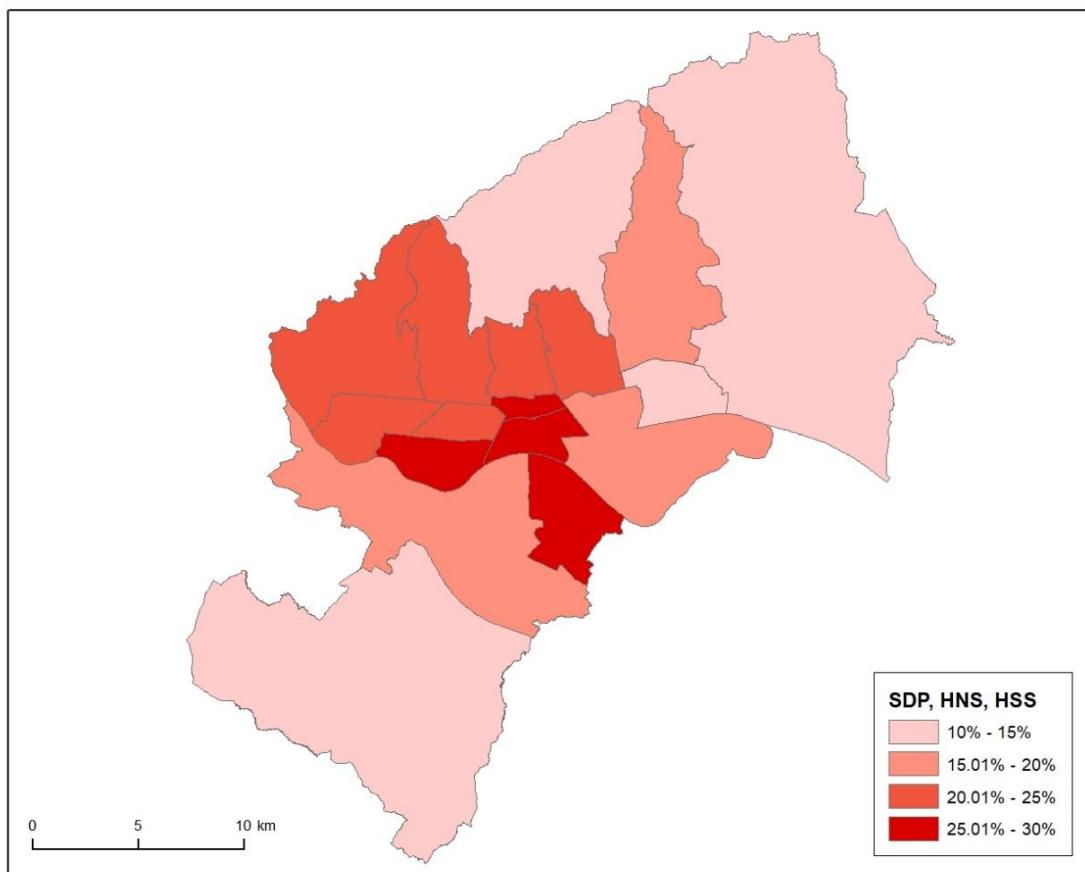 SDP, HNS, HSS
10% - 15%
15.01% - 20%
20.01% - 25%
25.01% - 30%
0 5 10 km